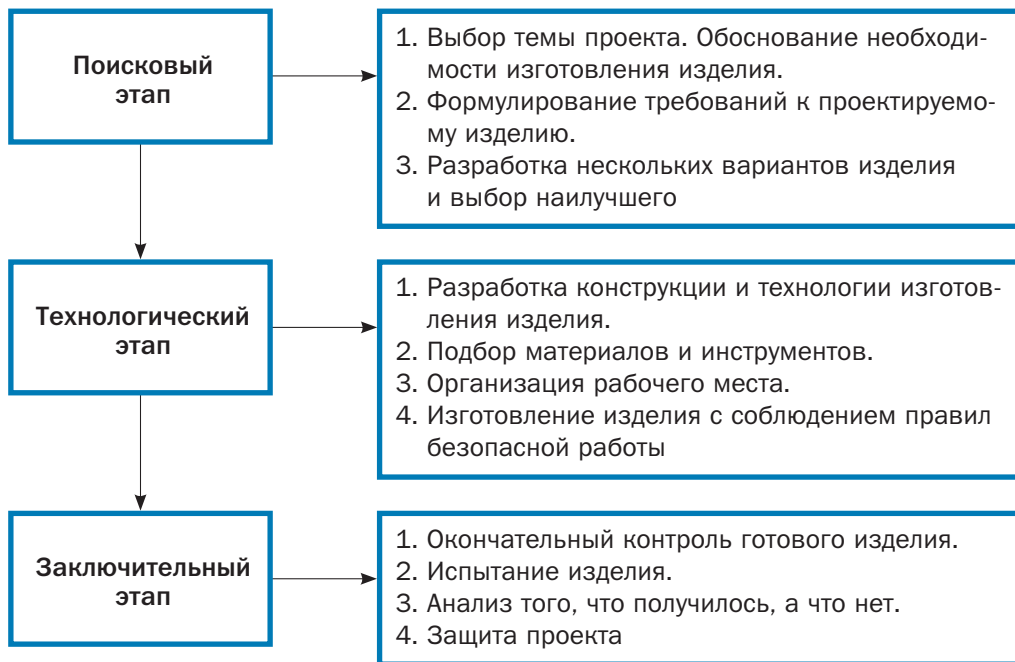 Поисковый
этап
1. Выбор темы проекта. Обоснование необходи-
мости изготовления изделия.
2. Формулирование требований к проектируемо-
му изделию.
3. Разработка нескольких вариантов изделия
и выбор наилучшего
Технологический
этап
1. Разработка конструкции и технологии изготов-
ления изделия.
2. Подбор материалов и инструментов.
3. Организация рабочего места.
4. Изготовление изделия с соблюдением правил
безопасной работы
Заключительный
этап
1. Окончательный контроль готового изделия.
2. Испытание изделия.
3. Анализ того, что получилось, а что нет.
4. Защита проекта